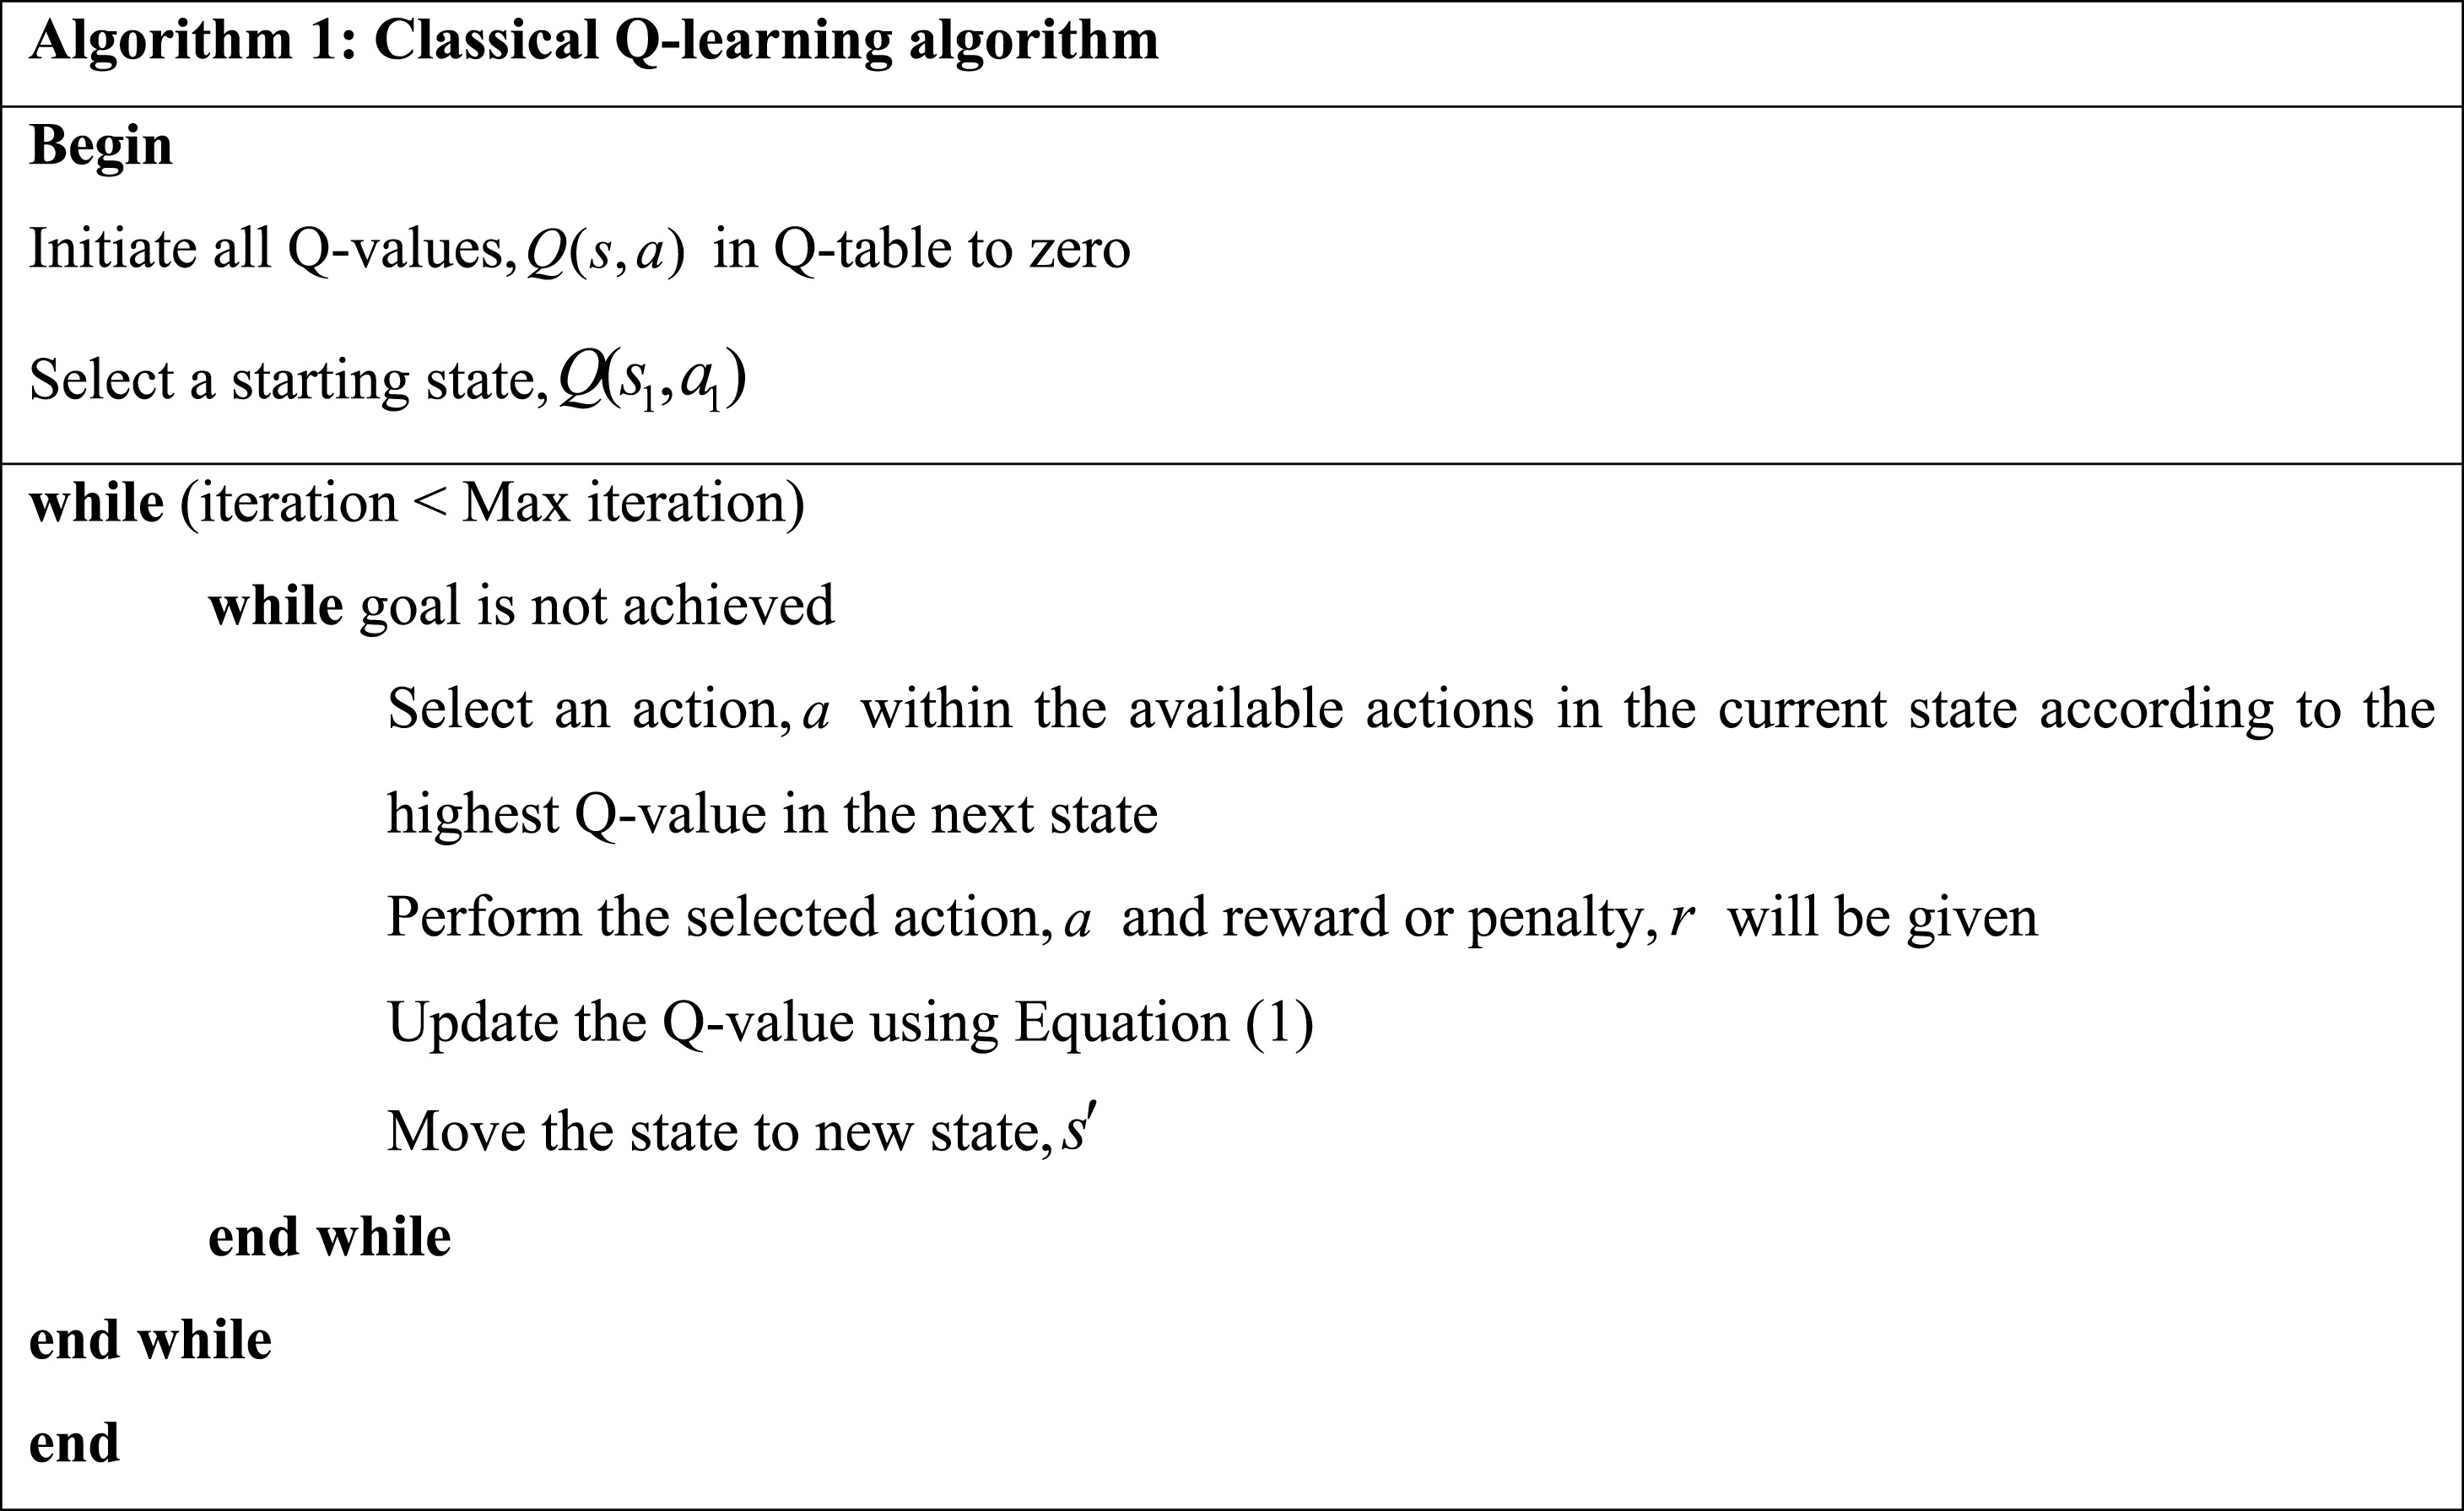 Algorithm 1: Classical Q-learning algorithm
Begin
Initiate all Q-values, Q(s,a) in Q-table to zero
Select a starting state, Q(s₁,a₁)
while (iteration < Max iteration)
while goal is not achieved
Select an action, a within the available actions in the current state according to the
highest Q-value in the next state
Perform the selected action, a and reward or penalty, r will be given
Update the Q-value using Equation (1)
Move the state to new state, s′
end while
end while
end